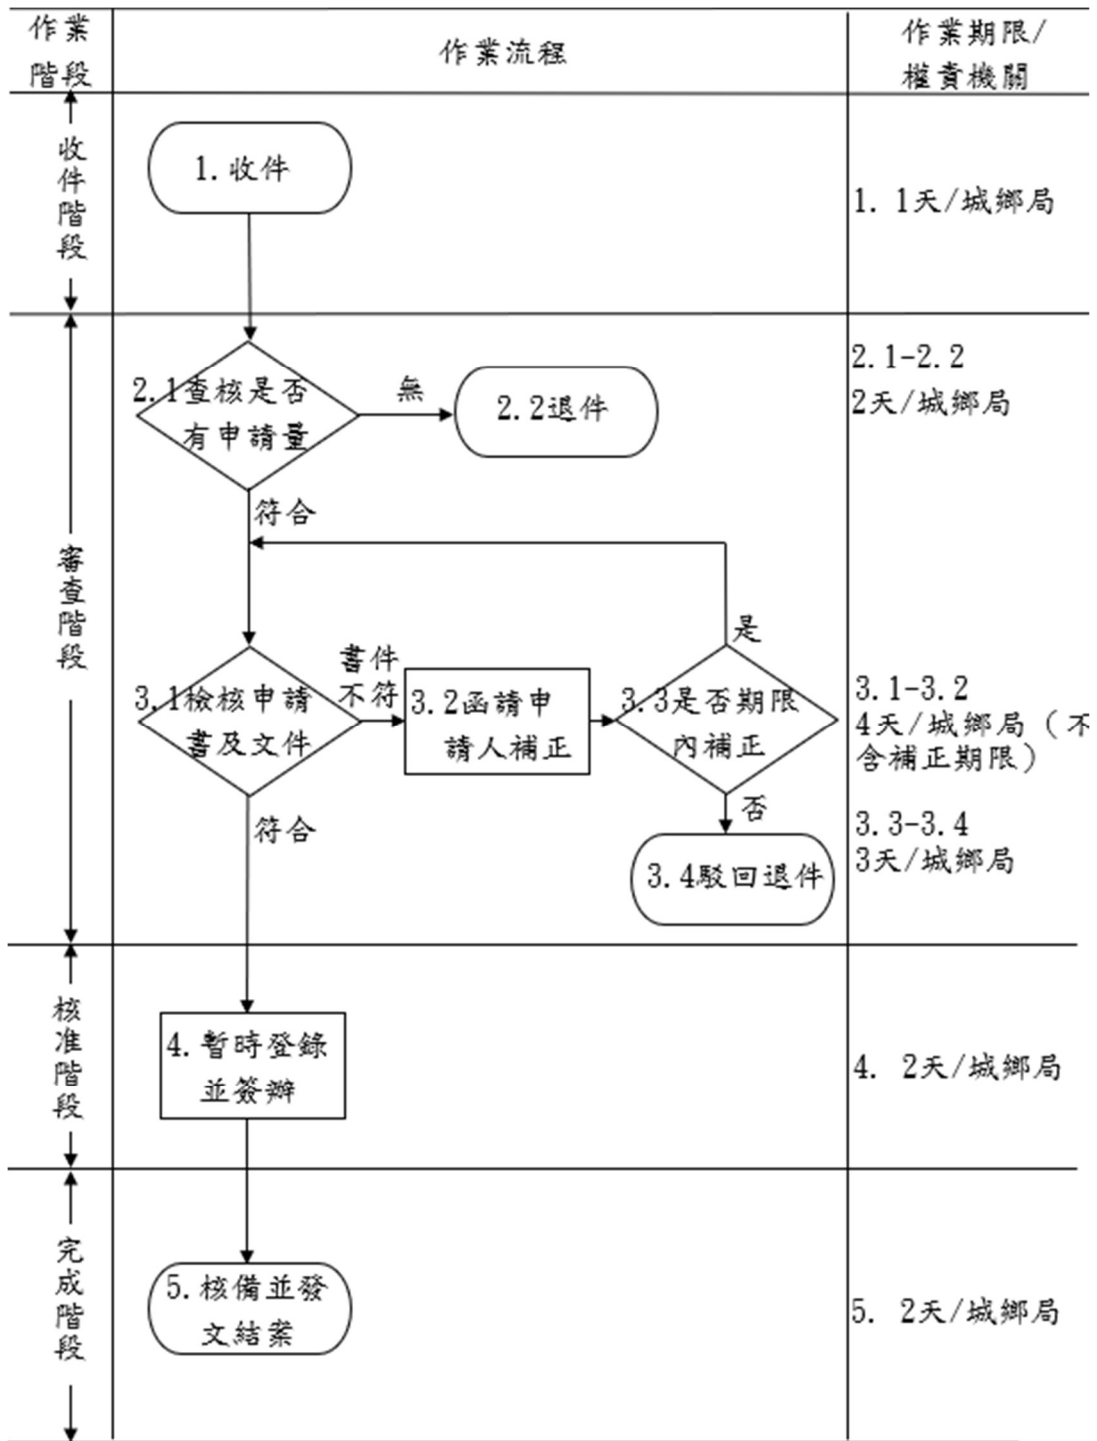 作業
階段
作業流程
作業期限/
權責機關
收件階段
1.收件
1. 1天/城鄉局
審查階段
2.1查核是否
有申請量
無
2.2退件
2.1-2.2
2天/城鄉局
符合
是
3.1檢核申請
書及文件
書件
不符
3.2函請申
請人補正
3.3是否期限
內補正
3.1-3.2
4天/城鄉局（不
含補正期限）
否
符合
3.4駁回退件
3.3-3.4
3天/城鄉局
核准階段
4.暫時登錄
並簽辦
4. 2天/城鄉局
完成階段
5.核備並發
文結案
5. 2天/城鄉局